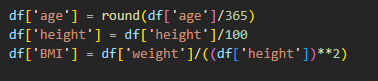 df['age'] = round(df['age']/365)
df['height'] = df['height']/100
df['BMI'] = df['weight']/((df['height'])**2)